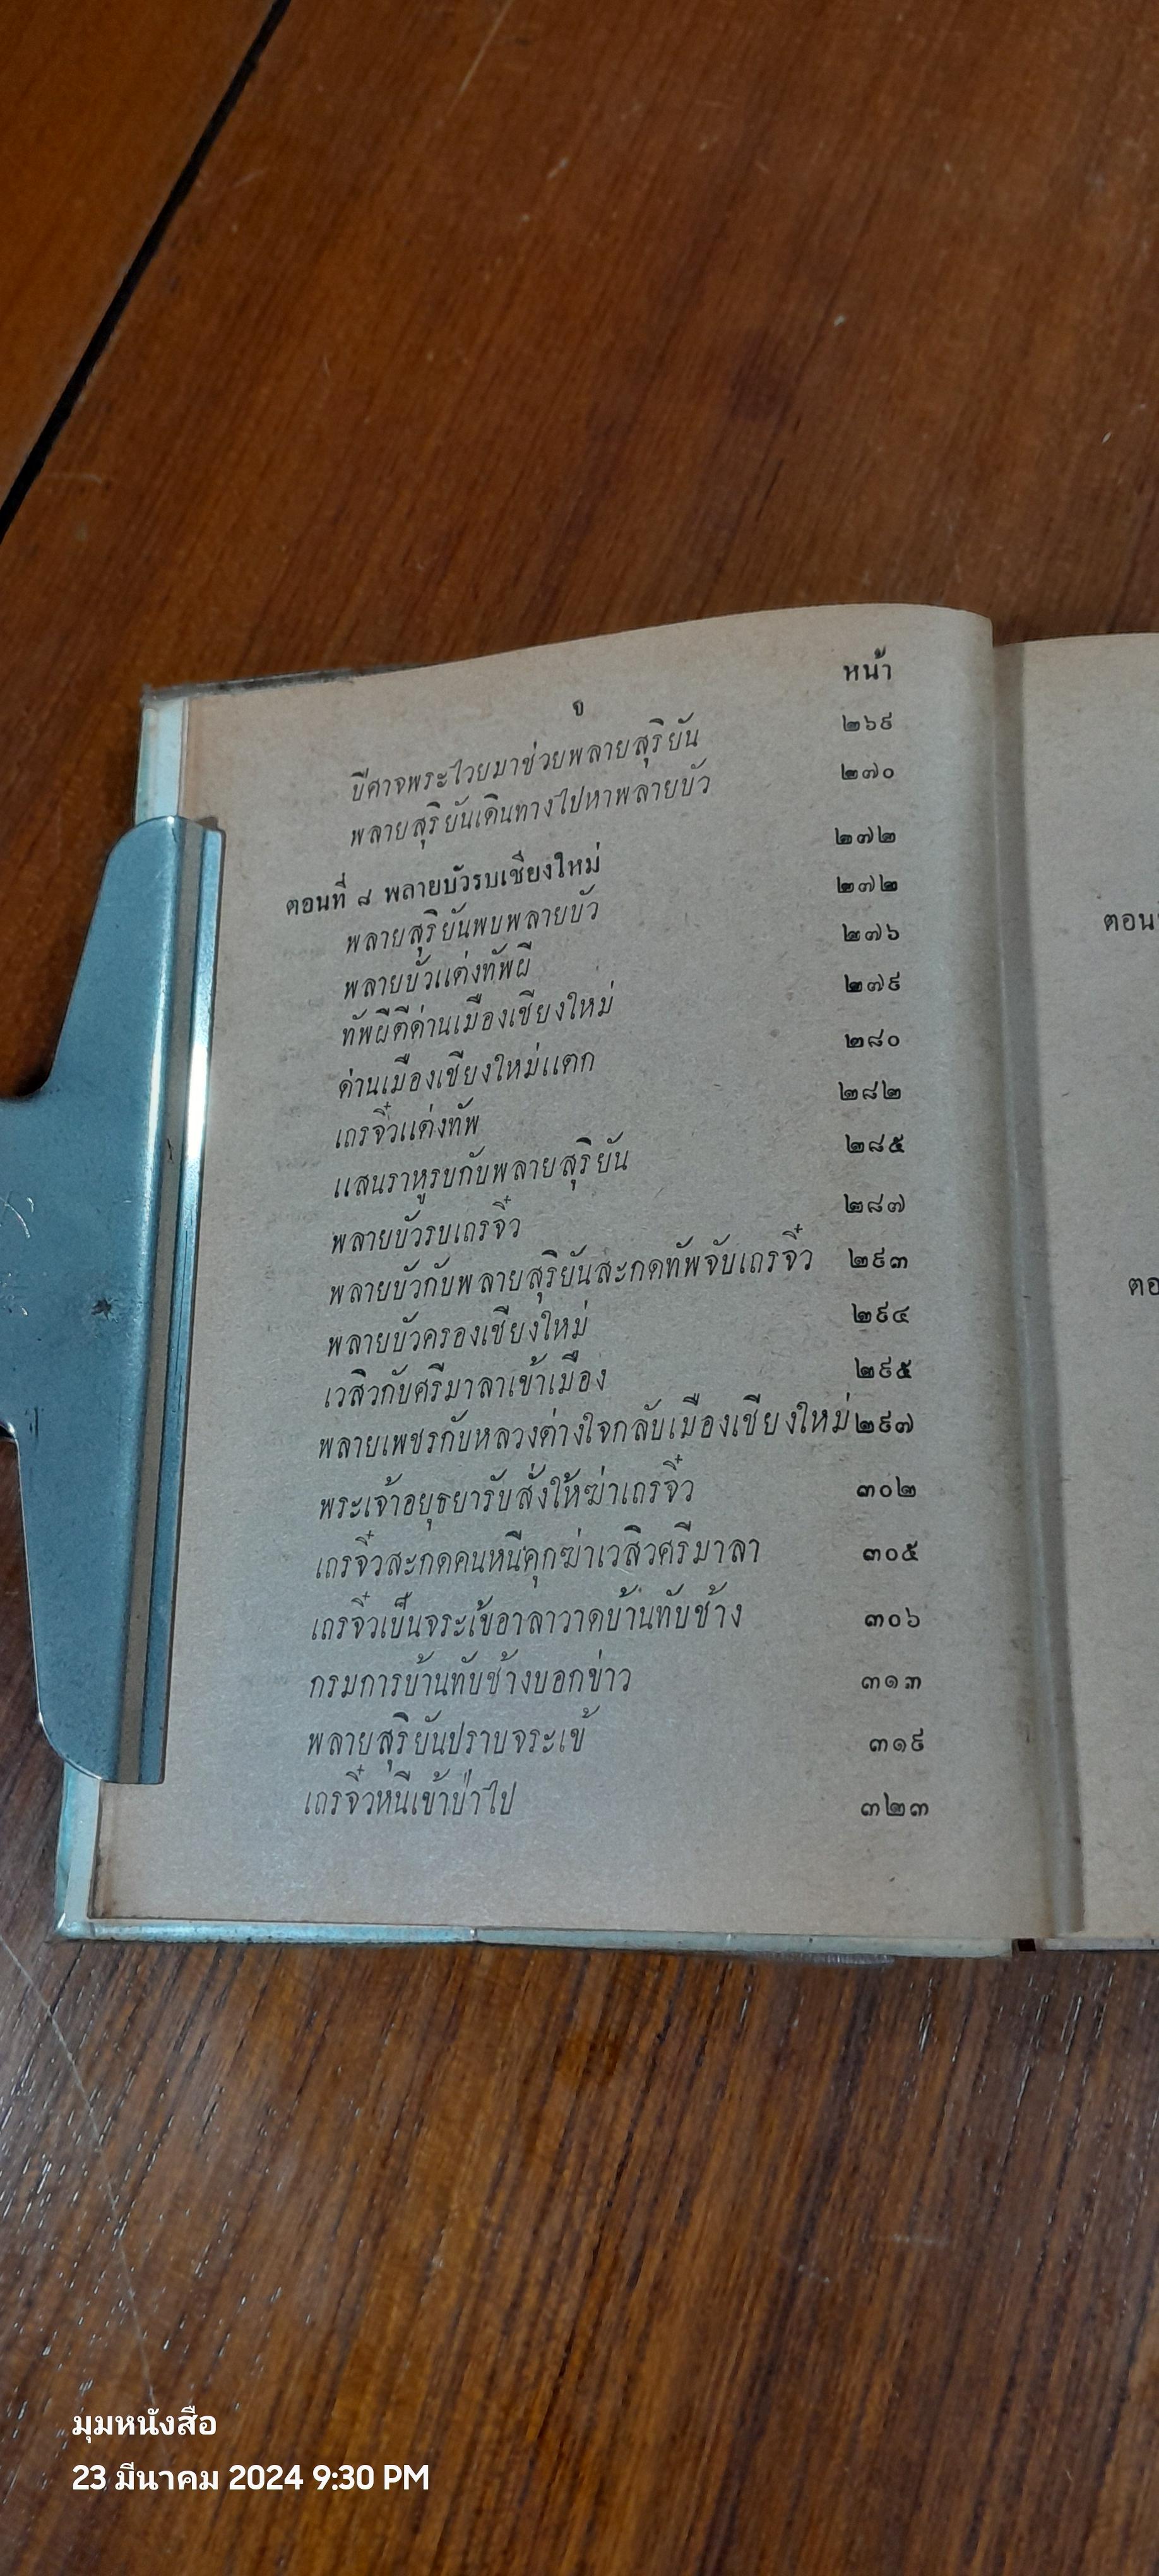 หน้า
จ
ปีศาจพระไวยมาช่วยพลายสุริยัน ๒๖๙
พลายสุริยันเดินทางไปหาพลายบัว ๒๗๐
ตอนที่ ๘ พลายบัวรบเชียงใหม่ ๒๗๒
พลายสุริยันพบพลายบัว ๒๗๒
พลายบัวแต่งทัพผี ๒๗๖
ทัพผีตีด่านเมืองเชียงใหม่ ๒๗๙
ด่านเมืองเชียงใหม่แตก ๒๘๐
เถรจิ๋วแต่งทัพ ๒๘๒
แสนราหูรบกับพลายสุริยัน ๒๘๕
พลายบัวรบเถรจิ๋ว ๒๘๗
พลายบัวกับพลายสุริยันสะกดทัพจับเถรจิ๋ว ๒๙๓
พลายบัวครองเชียงใหม่ ๒๙๔
เวสิวกับศรีมาลาเข้าเมือง ๒๙๕
พลายเพชรกับหลวงต่างใจกลับเมืองเชียงใหม่ ๒๙๗
พระเจ้าอยุธยารับสั่งให้ฆ่าเถรจิ๋ว ๓๐๒
เถรจิ๋วสะกดคนหนีคุกฆ่าเวสิวศรีมาลา ๓๐๕
เถรจิ๋วเป็นจระเข้อาลาวาดบ้านทับช้าง ๓๐๖
กรมการบ้านทับช้างบอกข่าว ๓๑๓
พลายสุริยันปราบจระเข้ ๓๑๙
เถรจิ๋วหนีเข้าป่าไป ๓๒๓
มุมหนังสือ
23 มีนาคม 2024 9:30 PM